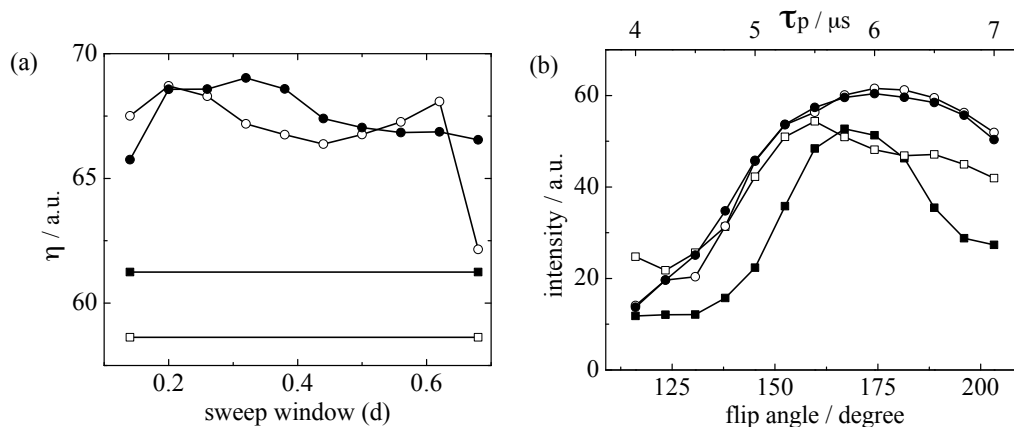 (a)
70
65
60
η / a.u.
0.2 0.4 0.6
sweep window (d)
τp / μs
4 5 6 7
(b)
60
40
20
0
intensity / a.u.
125 150 175 200
flip angle / degree